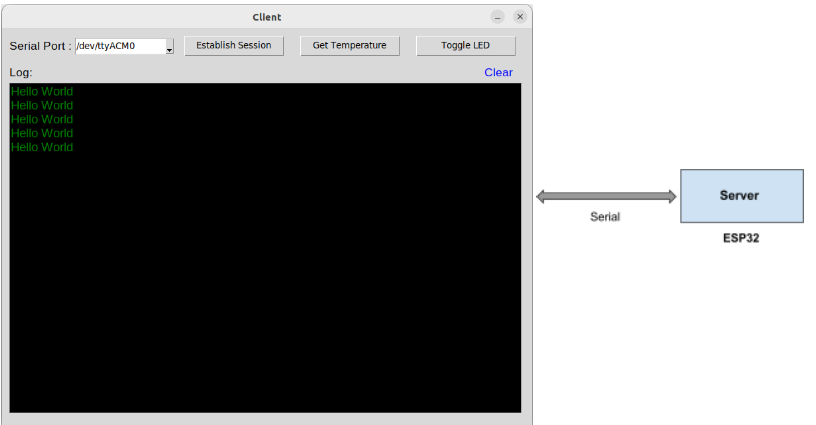 Client
Serial Port : /dev/ttyACM0 Establish Session Get Temperature Toggle LED
Log: Clear
Hello World
Hello World
Hello World
Hello World
Hello World
Server
Serial
ESP32